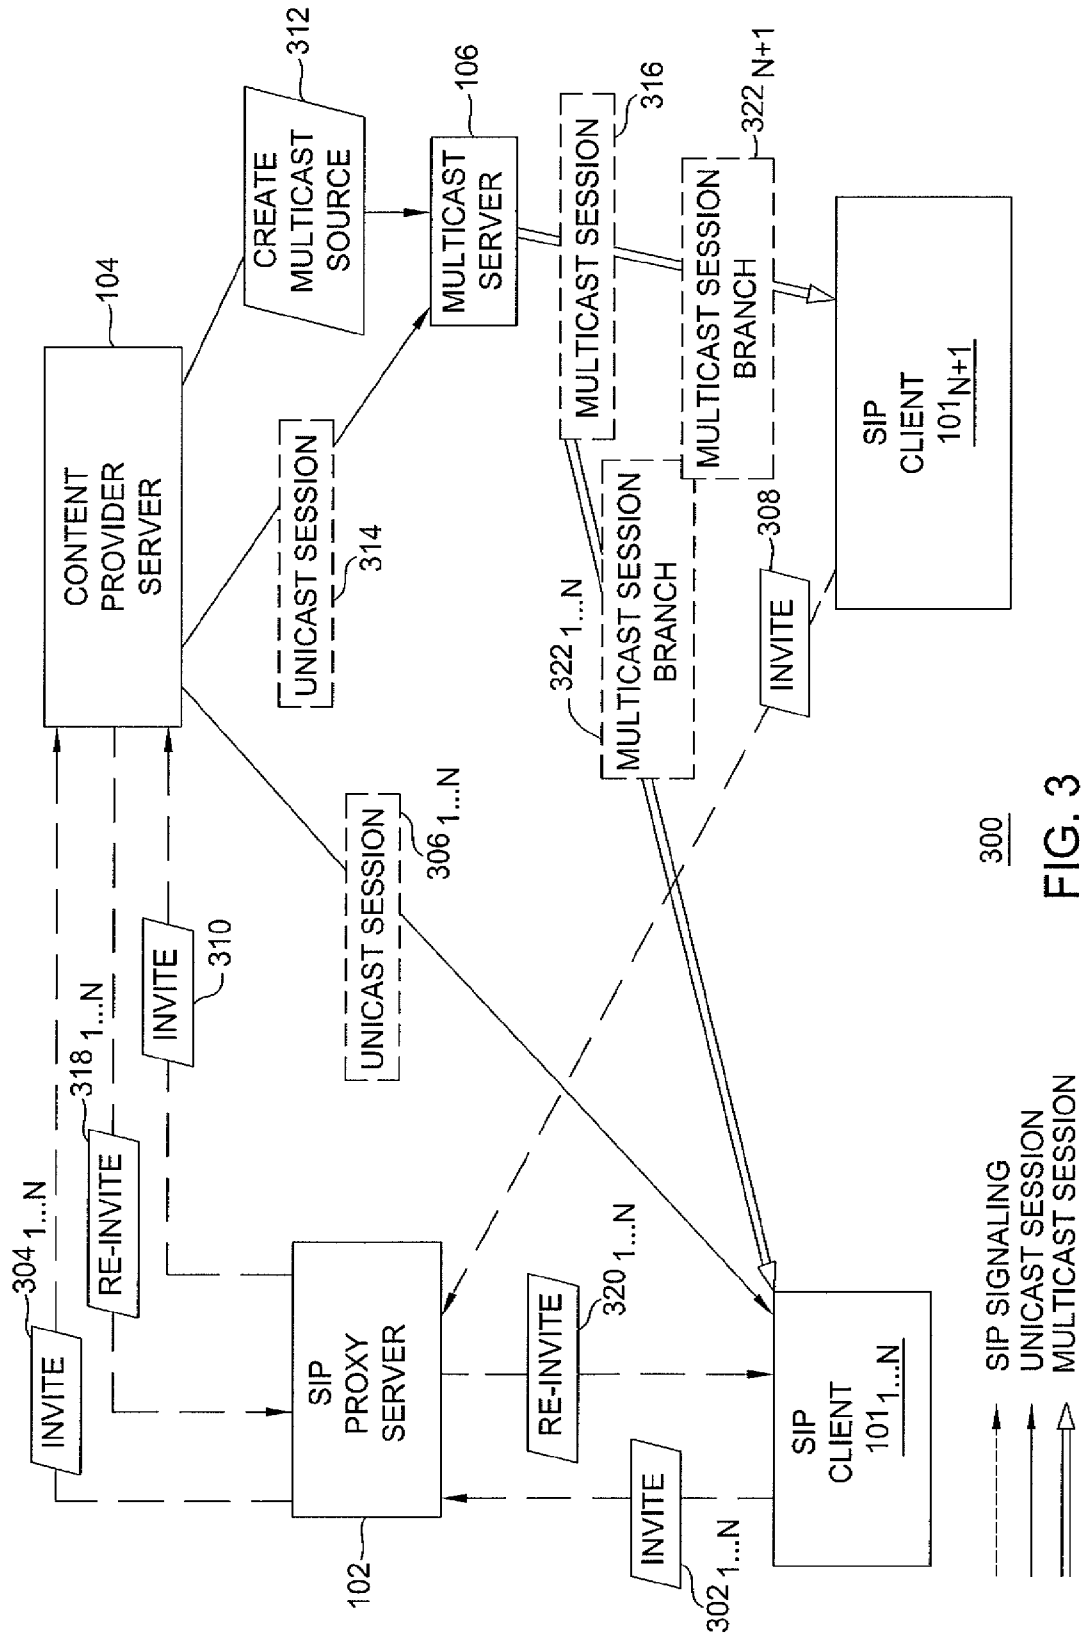 304 1...N
INVITE
318 1...N
RE-INVITE
INVITE
310
104
CONTENT
PROVIDER
SERVER
312
CREATE
MULTICAST
SOURCE
102
SIP
PROXY
SERVER
UNICAST SESSION
306 1...N
UNICAST SESSION
314
106
MULTICAST
SERVER
302 1...N
INVITE
RE-INVITE
320 1...N
316
MULTICAST SESSION
322 1...N
MULTICAST SESSION
BRANCH
322 N+1
MULTICAST SESSION
BRANCH
308
INVITE
SIP
CLIENT
101 1...N
SIP
CLIENT
101 N+1
SIP SIGNALING
UNICAST SESSION
MULTICAST SESSION
300
FIG. 3